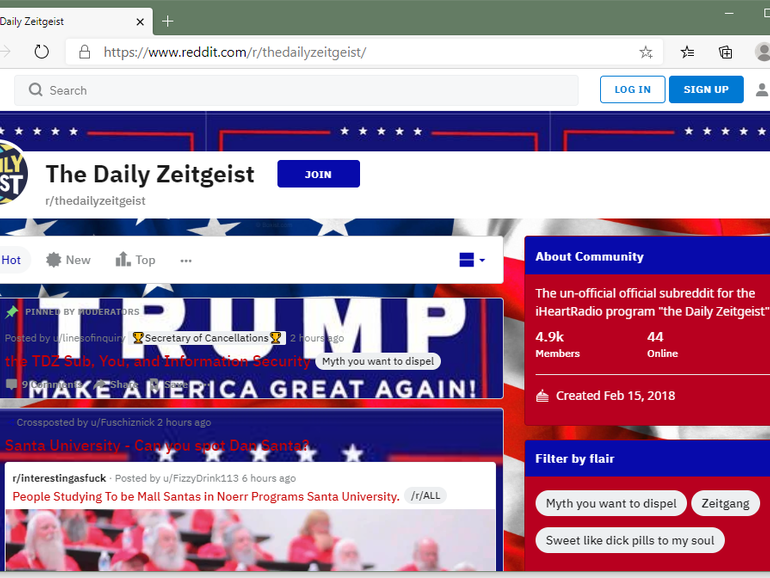 Daily Zeitgeist
https://www.reddit.com/r/thedailyzeitgeist/
Search
LOG IN
SIGN UP
The Daily Zeitgeist
JOIN
r/thedailyzeitgeist
Hot
New
Top
PINNED BY MODERATORS
TRUMP
Posted by u/linesofinquiry
🏆Secretary of Cancellations🏆
2 hours ago
the TDZ Sub, You, and Information Security
Myth you want to dispel
9 Comments
Share
Save
MAKE AMERICA GREAT AGAIN!
Crossposted by u/Fuschiznick 2 hours ago
Santa University - Can you spot Dan Santa?
r/interestingasfuck · Posted by u/FizzyDrink113 6 hours ago
People Studying To be Mall Santas in Noerr Programs Santa University.
/r/ALL
About Community
The un-official official subreddit for the
iHeartRadio program "the Daily Zeitgeist"
4.9k
44
Members
Online
Created Feb 15, 2018
Filter by flair
Myth you want to dispel
Zeitgang
Sweet like dick pills to my soul